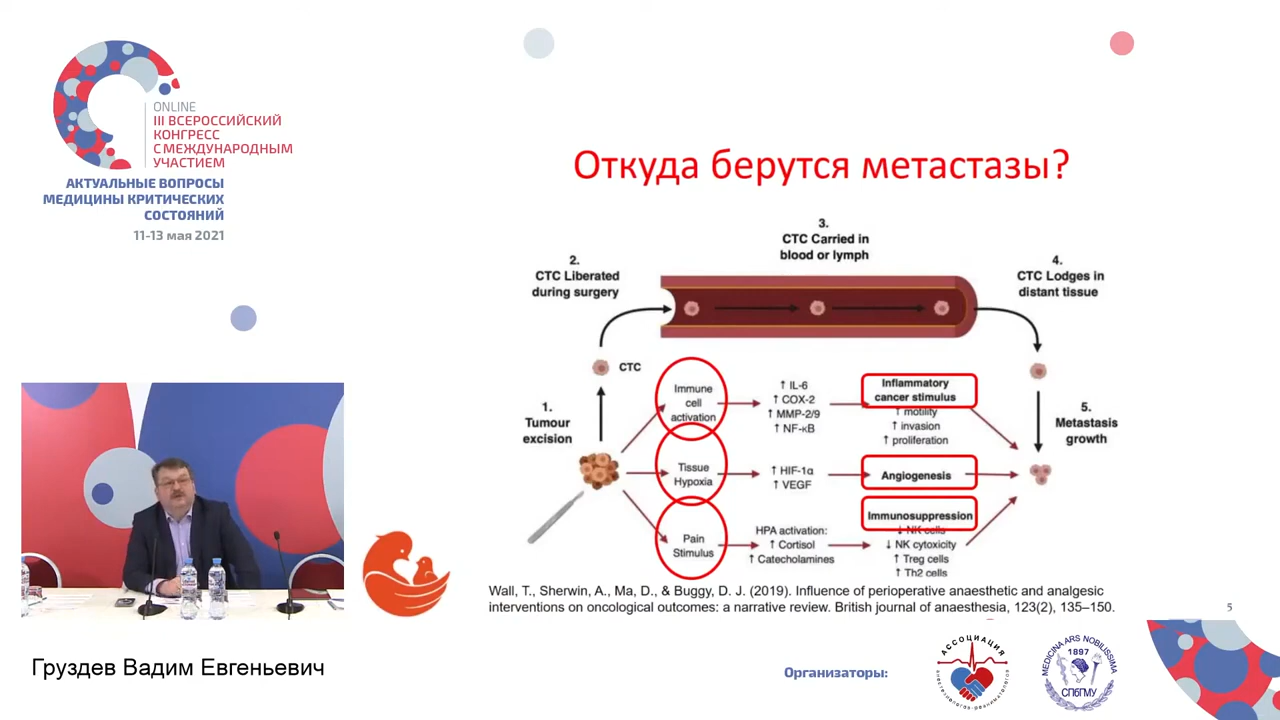 ONLINE
III ВСЕРОССИЙСКИЙ
КОНГРЕСС
С МЕЖДУНАРОДНЫМ
УЧАСТИЕМ
АКТУАЛЬНЫЕ ВОПРОСЫ
МЕДИЦИНЫ КРИТИЧЕСКИХ
СОСТОЯНИЙ
11-13 мая 2021
Откуда берутся метастазы?
3.
CTC Carried in
blood or lymph
2.
CTC Liberated
during surgery
4.
CTC Lodges in
distant tissue
CTC
1.
Tumour
excision
Immune
cell
activation
↑ IL-6
↑ COX-2
↑ MMP-2/9
↑ NF-κB
Inflammatory
cancer stimulus
↑ motility
↑ invasion
↑ proliferation
5.
Metastasis
growth
Tissue
Hypoxia
↑ HIF-1α
↑ VEGF
Angiogenesis
Pain
Stimulus
HPA activation:
↑ Cortisol
↑ Catecholamines
Immunosuppression
↓ NK cells
↓ NK cytoxicity
↑ Treg cells
↑ Th2 cells
Wall, T., Sherwin, A., Ma, D., & Buggy, D. J. (2019). Influence of perioperative anaesthetic and analgesic
interventions on oncological outcomes: a narrative review. British journal of anaesthesia, 123(2), 135–150.
5
Груздев Вадим Евгеньевич
Организаторы:
АССОЦИАЦИЯ
анестезиологов-реаниматологов
MEDICINA ARS NOBILISSIMA
1897
СПбГМУ